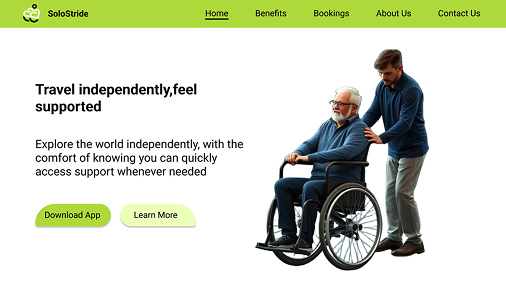 SoloStride
Home
Benefits
Bookings
About Us
Contact Us
Travel independently,feel
supported
Explore the world independently, with the
comfort of knowing you can quickly
access support whenever needed
Download App
Learn More